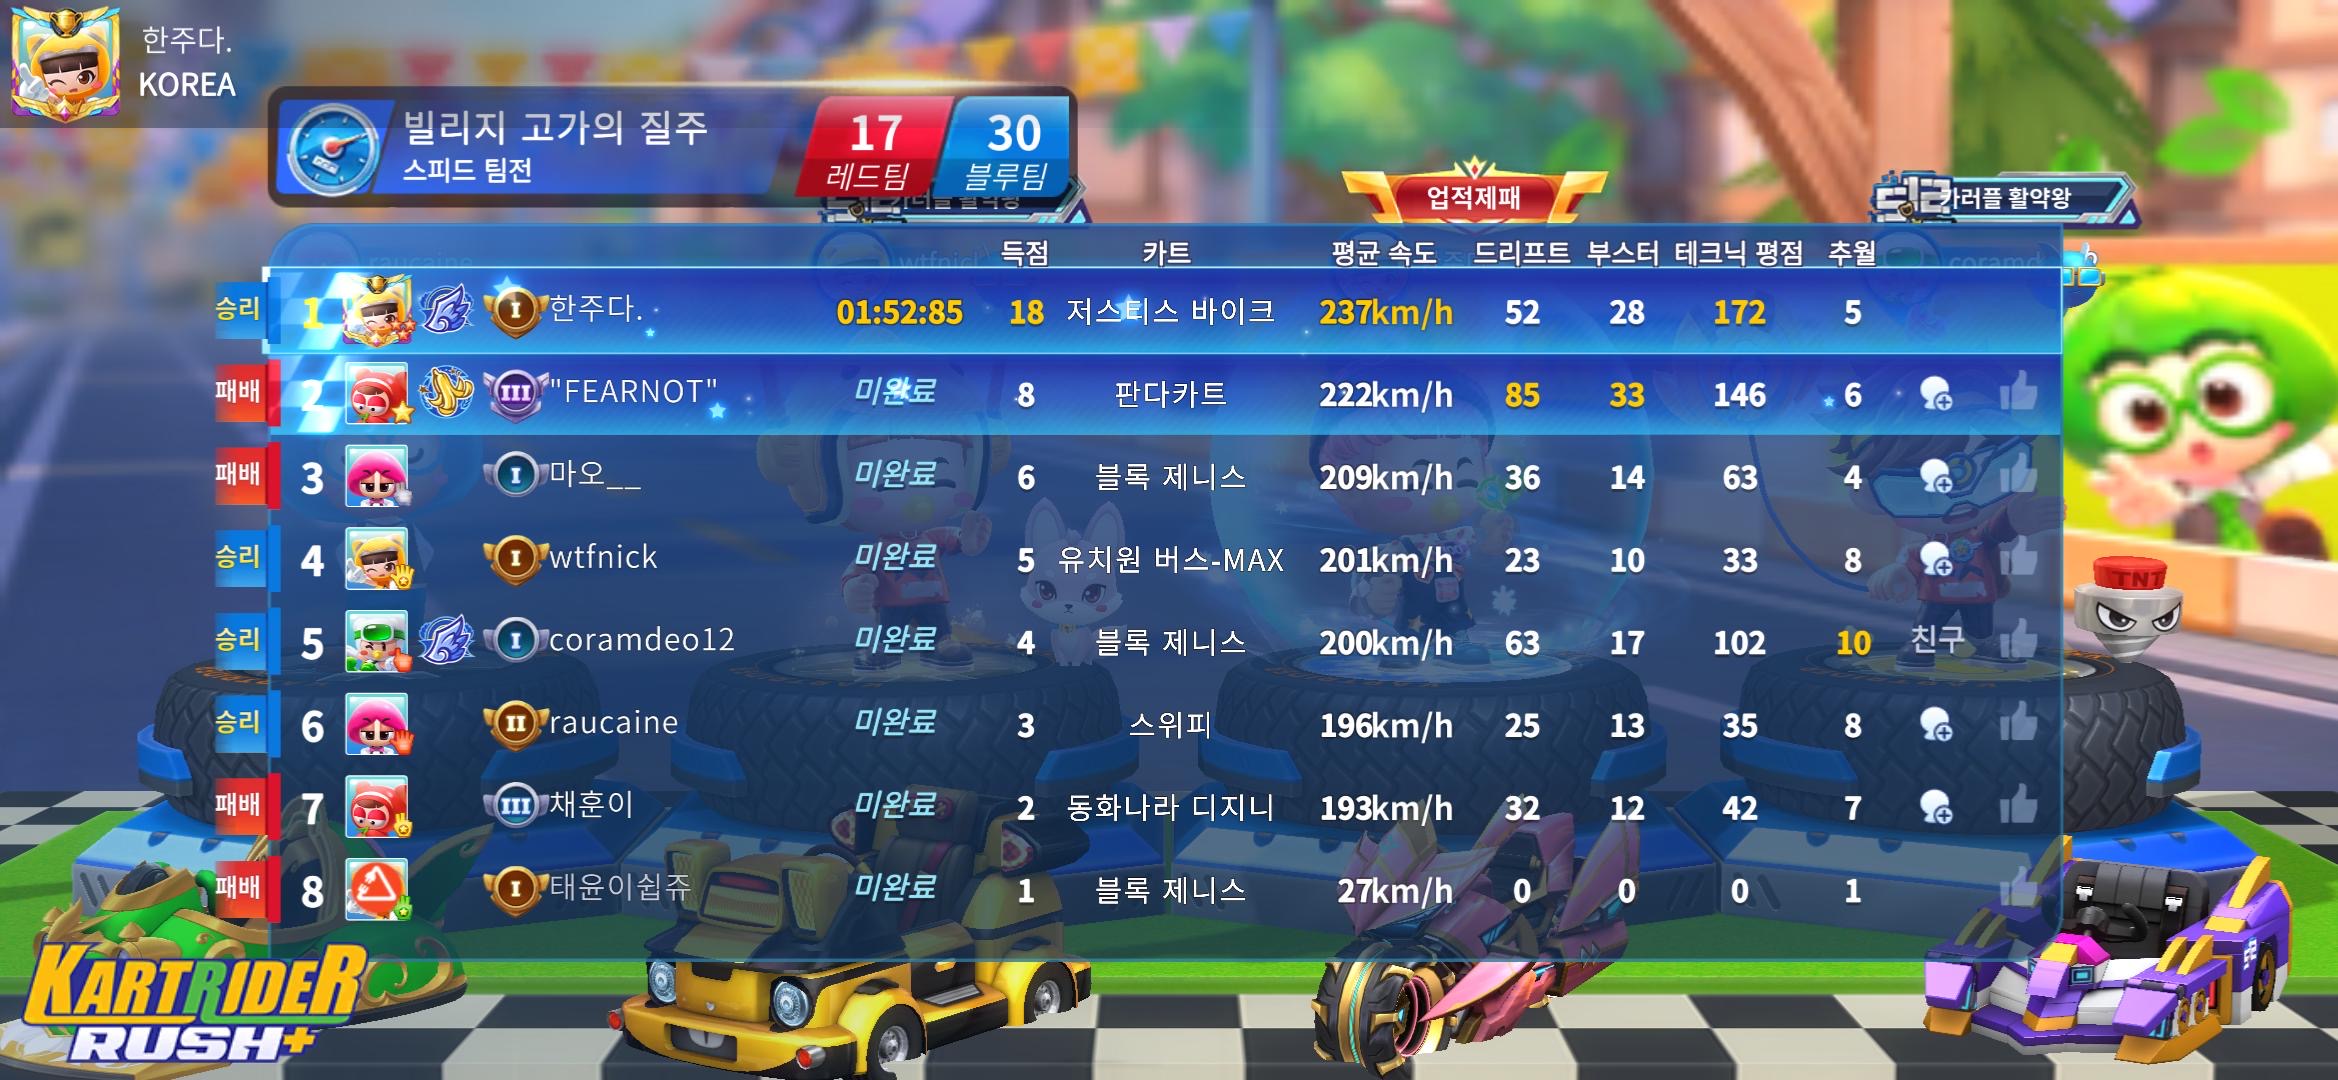 한주다.
KOREA
빌리지 고가의 질주
스피드 팀전
17 레드팀
30 블루팀
업적제패
카러플 활약왕
득점 카트 평균 속도 드리프트 부스터 테크닉 평점 추월
승리 1 I 한주다. 01:52:85 18 저스티스 바이크 237km/h 52 28 172 5
패배 2 III "FEARNOT" 미완료 8 판다카트 222km/h 85 33 146 6
패배 3 I 마오__ 미완료 6 블록 제니스 209km/h 36 14 63 4
승리 4 I wtfnick 미완료 5 유치원 버스-MAX 201km/h 23 10 33 8
승리 5 I coramdeo12 미완료 4 블록 제니스 200km/h 63 17 102 10 친구
승리 6 II raucaine 미완료 3 스위피 196km/h 25 13 35 8
패배 7 III 채훈이 미완료 2 동화나라 디지니 193km/h 32 12 42 7
패배 8 I 태윤이쉽쥬 미완료 1 블록 제니스 27km/h 0 0 0 1
TNT
KARTRIDER
RUSH+